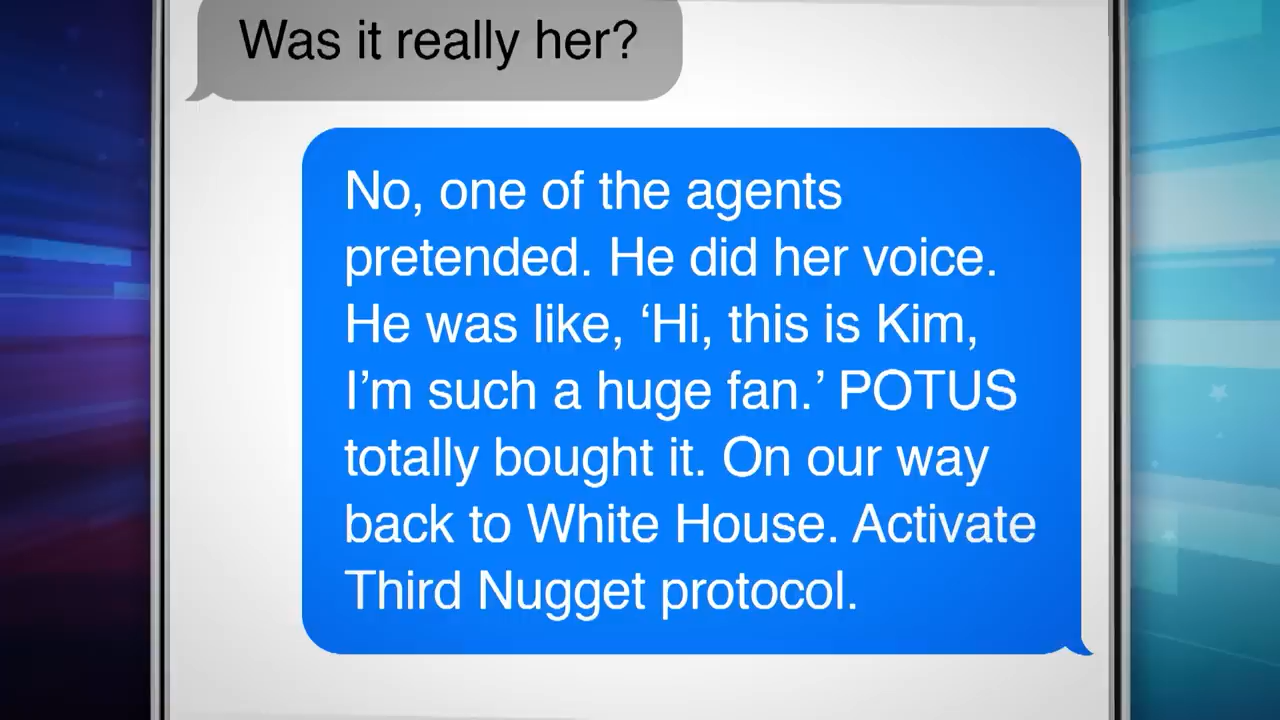 Was it really her?
No, one of the agents
pretended. He did her voice.
He was like, ‘Hi, this is Kim,
I’m such a huge fan.’ POTUS
totally bought it. On our way
back to White House. Activate
Third Nugget protocol.